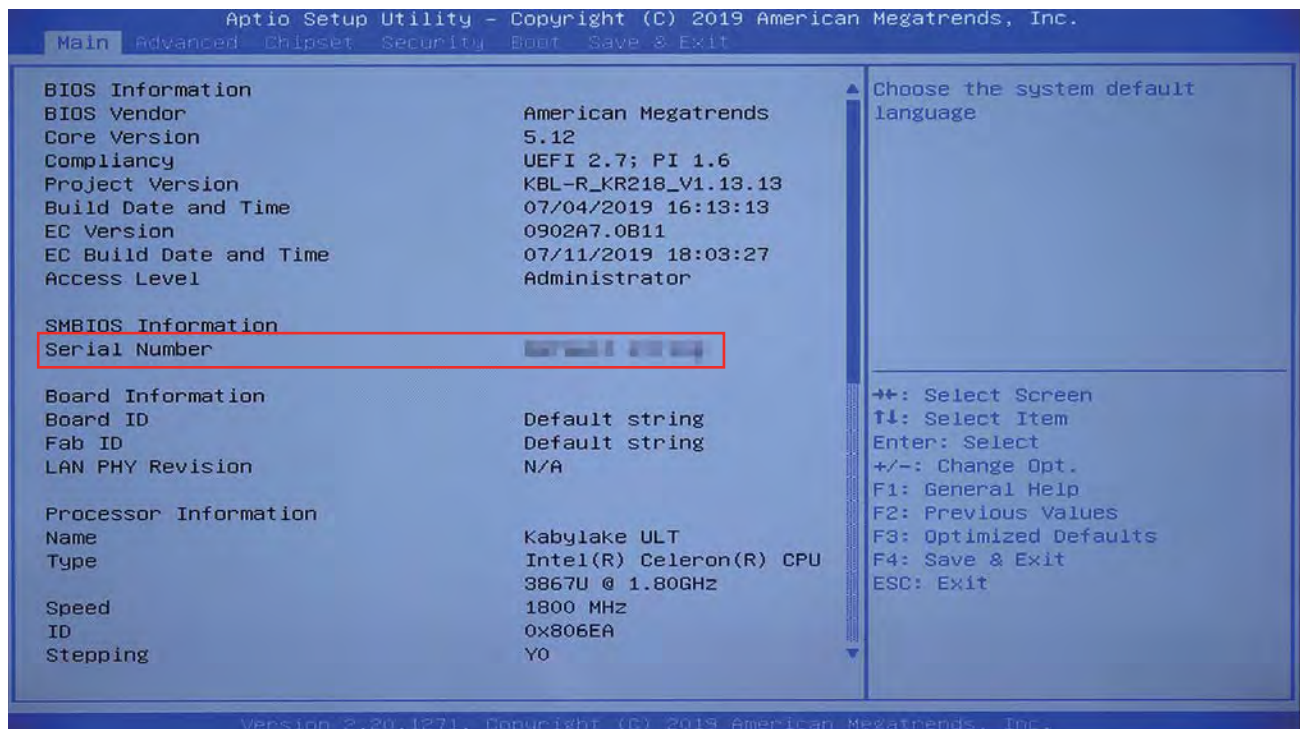 Aptio Setup Utility – Copyright (C) 2019 American Megatrends, Inc.
Main Advanced Chipset Security Boot Save & Exit
BIOS Information
BIOS Vendor American Megatrends
Core Version 5.12
Compliancy UEFI 2.7; PI 1.6
Project Version KBL-R_KR218_V1.13.13
Build Date and Time 07/04/2019 16:13:13
EC Version 0902A7.0B11
EC Build Date and Time 07/11/2019 18:03:27
Access Level Administrator
SMBIOS Information
Serial Number
Board Information
Board ID Default string
Fab ID Default string
LAN PHY Revision N/A
Processor Information
Name Kabylake ULT
Type Intel(R) Celeron(R) CPU
3867U @ 1.80GHz
Speed 1800 MHz
ID 0x806EA
Stepping Y0
Choose the system default
language
→←: Select Screen
↑↓: Select Item
Enter: Select
+/-: Change Opt.
F1: General Help
F2: Previous Values
F3: Optimized Defaults
F4: Save & Exit
ESC: Exit
Version 2.20.1271. Copyright (C) 2019 American Megatrends, Inc.